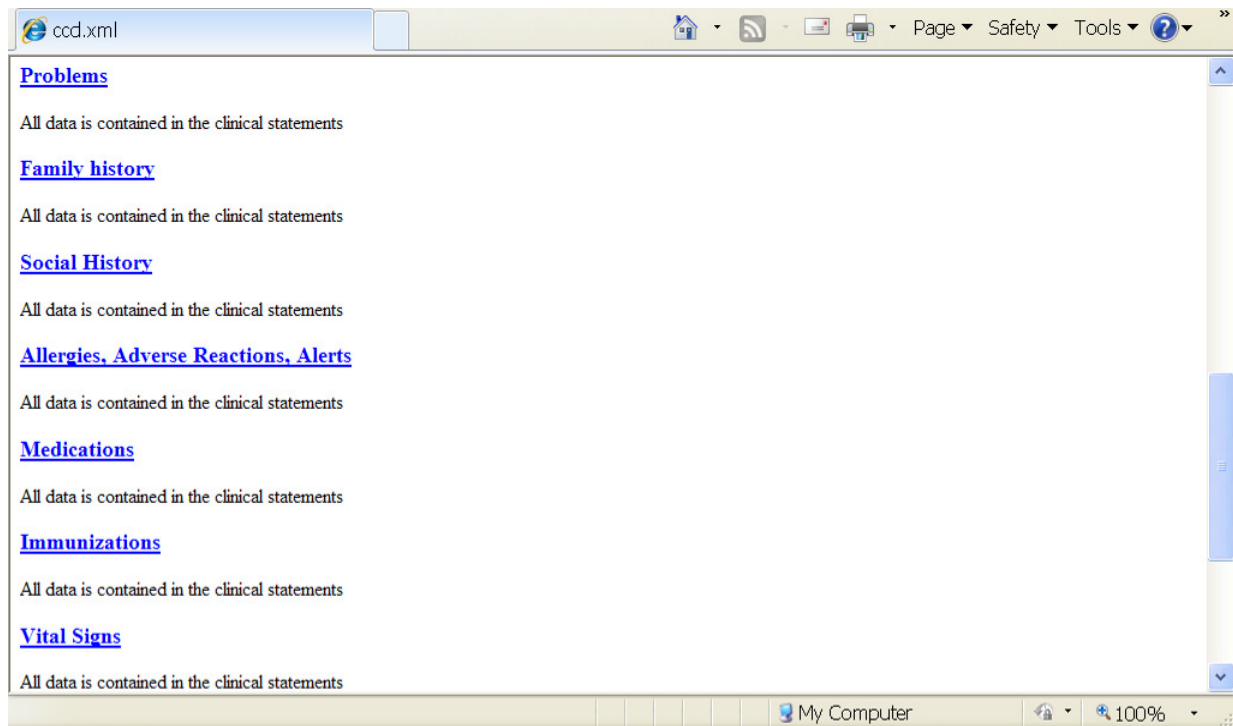 ccd.xml
Page Safety Tools
»
Problems
All data is contained in the clinical statements
Family history
All data is contained in the clinical statements
Social History
All data is contained in the clinical statements
Allergies, Adverse Reactions, Alerts
All data is contained in the clinical statements
Medications
All data is contained in the clinical statements
Immunizations
All data is contained in the clinical statements
Vital Signs
All data is contained in the clinical statements
My Computer 100%